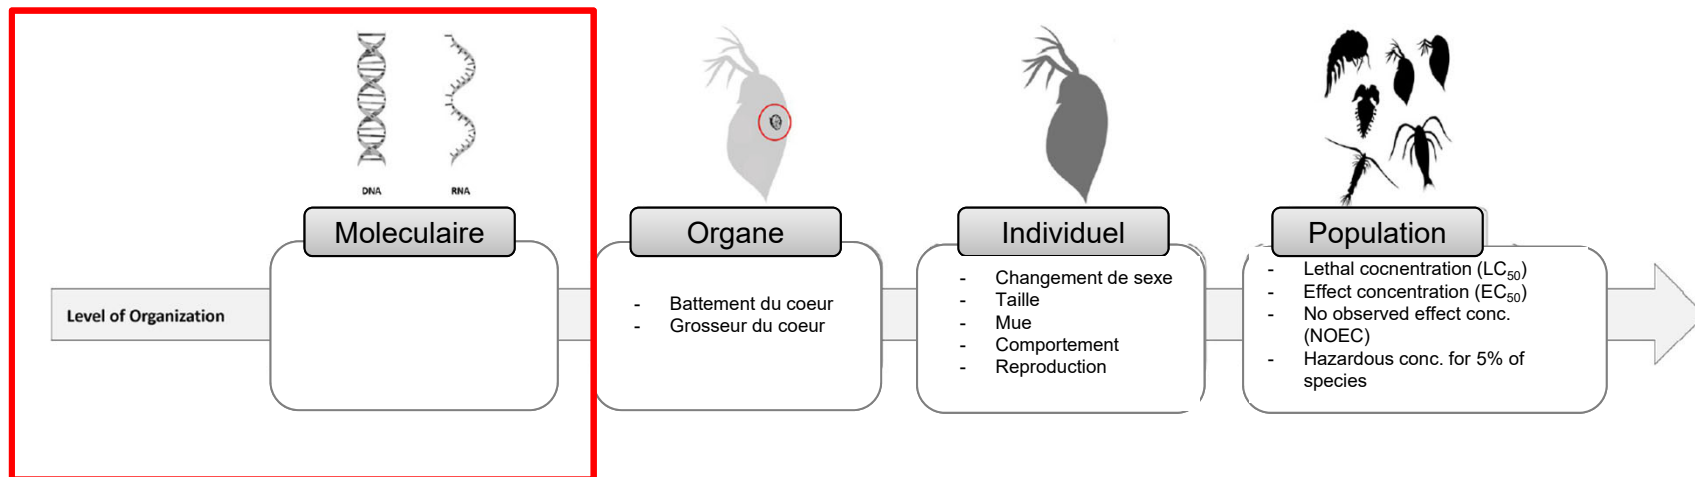 DNA
RNA
Moleculaire
Organe
Individuel
Population
Level of Organization
- Battement du coeur
- Grosseur du coeur
- Changement de sexe
- Taille
- Mue
- Comportement
- Reproduction
- Lethal cocnentration (LC50)
- Effect concentration (EC50)
- No observed effect conc.
(NOEC)
- Hazardous conc. for 5% of
species